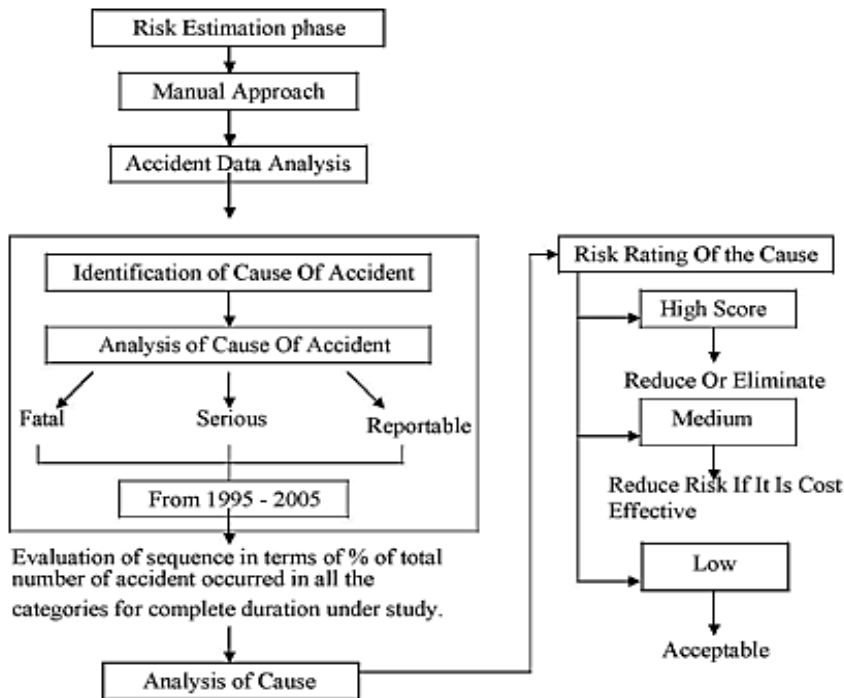 Risk Estimation phase
Manual Approach
Accident Data Analysis
Identification of Cause Of Accident
Analysis of Cause Of Accident
Fatal
Serious
Reportable
From 1995 - 2005
Evaluation of sequence in terms of % of total
number of accident occurred in all the
categories for complete duration under study.
Analysis of Cause
Risk Rating Of the Cause
High Score
Reduce Or Eliminate
Medium
Reduce Risk If It Is Cost
Effective
Low
Acceptable